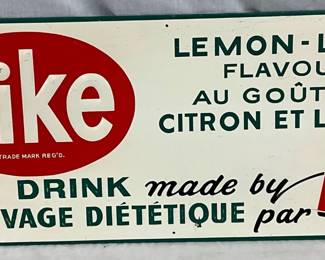 ike
TRADE MARK REG'D.
LEMON-L
FLAVOU
AU GOÛT
CITRON ET L
DRINK made by
VAGE DIÉTÉTIQUE par